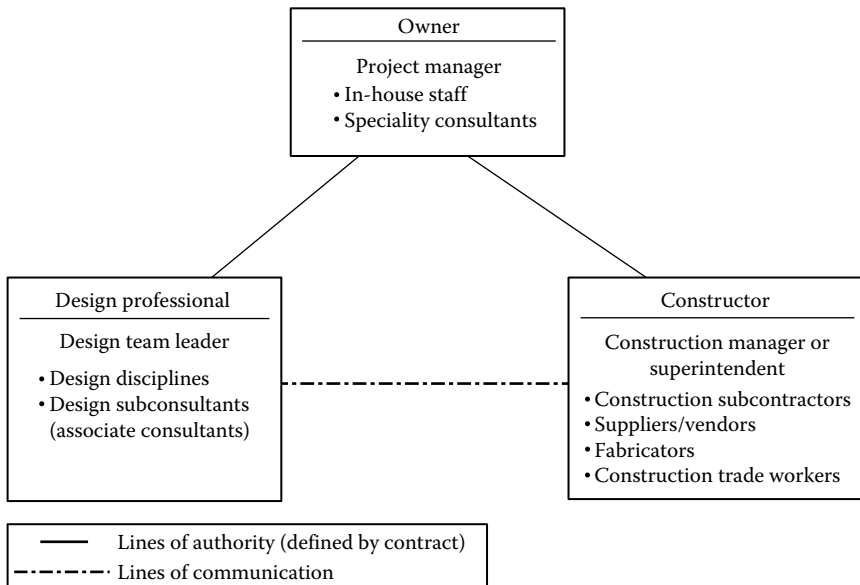 Owner
Project manager
• In-house staff
• Speciality consultants
Design professional
Design team leader
• Design disciplines
• Design subconsultants
(associate consultants)
Constructor
Construction manager or
superintendent
• Construction subcontractors
• Suppliers/vendors
• Fabricators
• Construction trade workers
Lines of authority (defined by contract)
Lines of communication